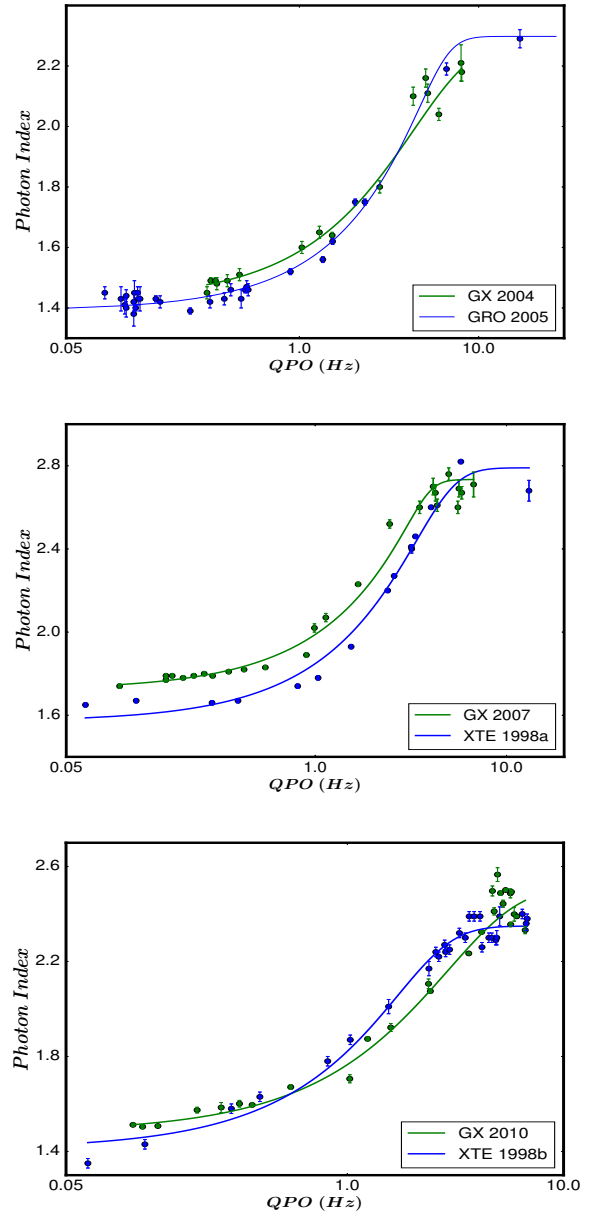 2.2
2.0
1.8
1.6
1.4
Photon Index
0.05 1.0 10.0
QPO (Hz)
GX 2004
GRO 2005
2.8
2.4
2.0
1.6
Photon Index
0.05 1.0 10.0
QPO (Hz)
GX 2007
XTE 1998a
2.6
2.2
1.8
1.4
Photon Index
0.05 1.0 10.0
QPO (Hz)
GX 2010
XTE 1998b